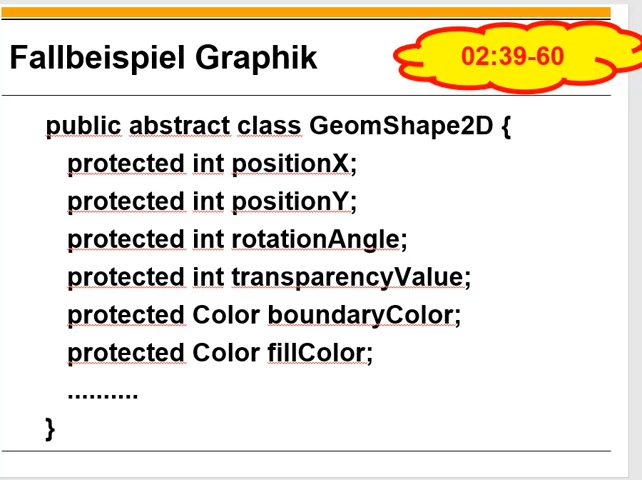 Fallbeispiel Graphik
02:39-60
public abstract class GeomShape2D {
protected int positionX;
protected int positionY;
protected int rotationAngle;
protected int transparencyValue;
protected Color boundaryColor;
protected Color fillColor;
..........
}